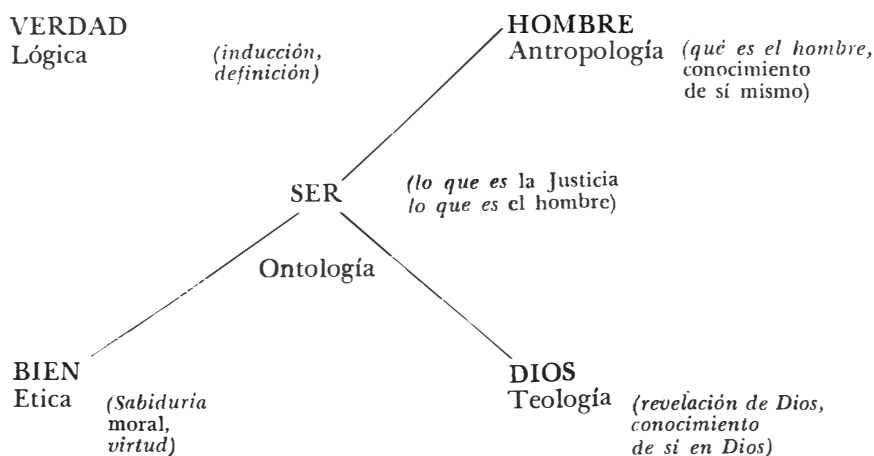 VERDAD
Lógica
(inducción,
definición)
HOMBRE
Antropología
(qué es el hombre,
conocimiento
de sí mismo)
SER
(lo que es la Justicia
lo que es el hombre)
Ontología
BIEN
Etica
(Sabiduría
moral,
virtud)
DIOS
Teología
(revelación de Dios,
conocimiento
de sí en Dios)